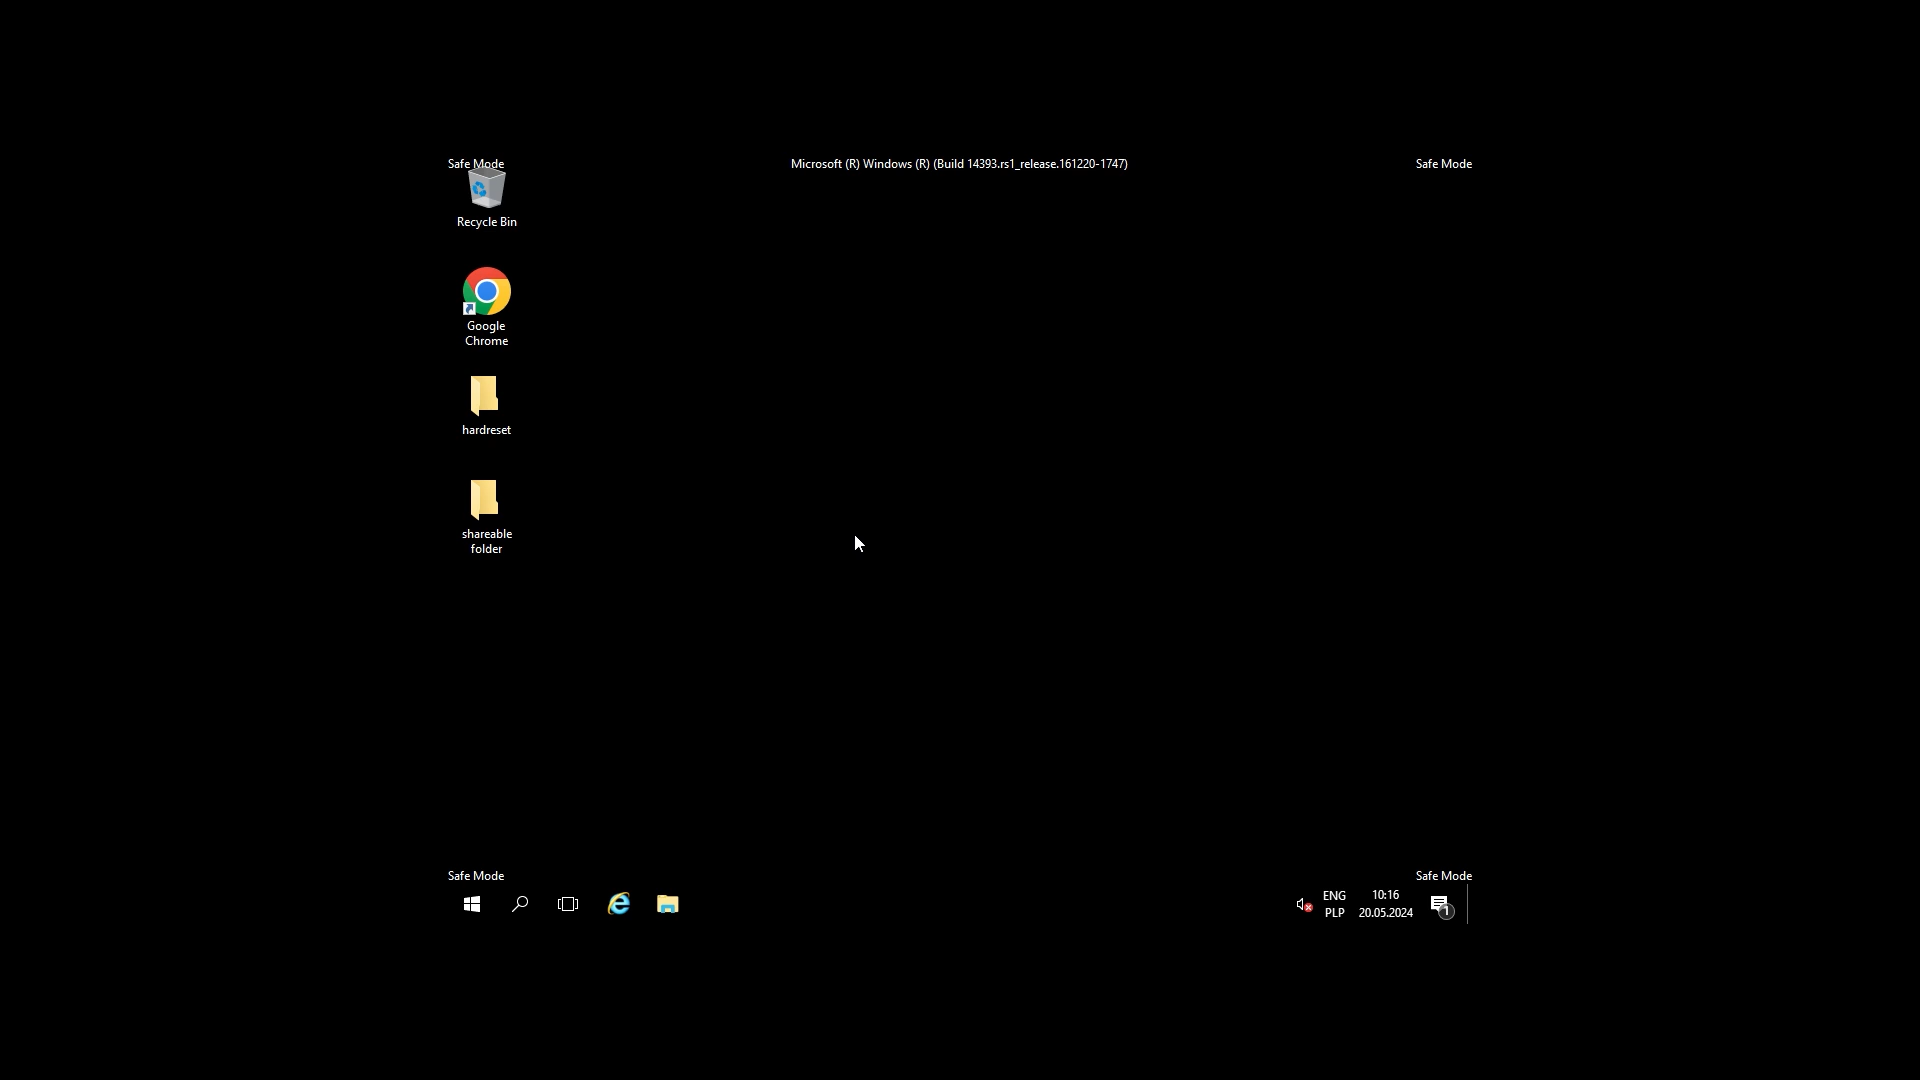 Safe Mode
Microsoft (R) Windows (R) (Build 14393.rs1_release.161220-1747)
Safe Mode
Recycle Bin
Google
Chrome
hardreset
shareable
folder
Safe Mode
Safe Mode
ENG
PLP
10:16
20.05.2024
1